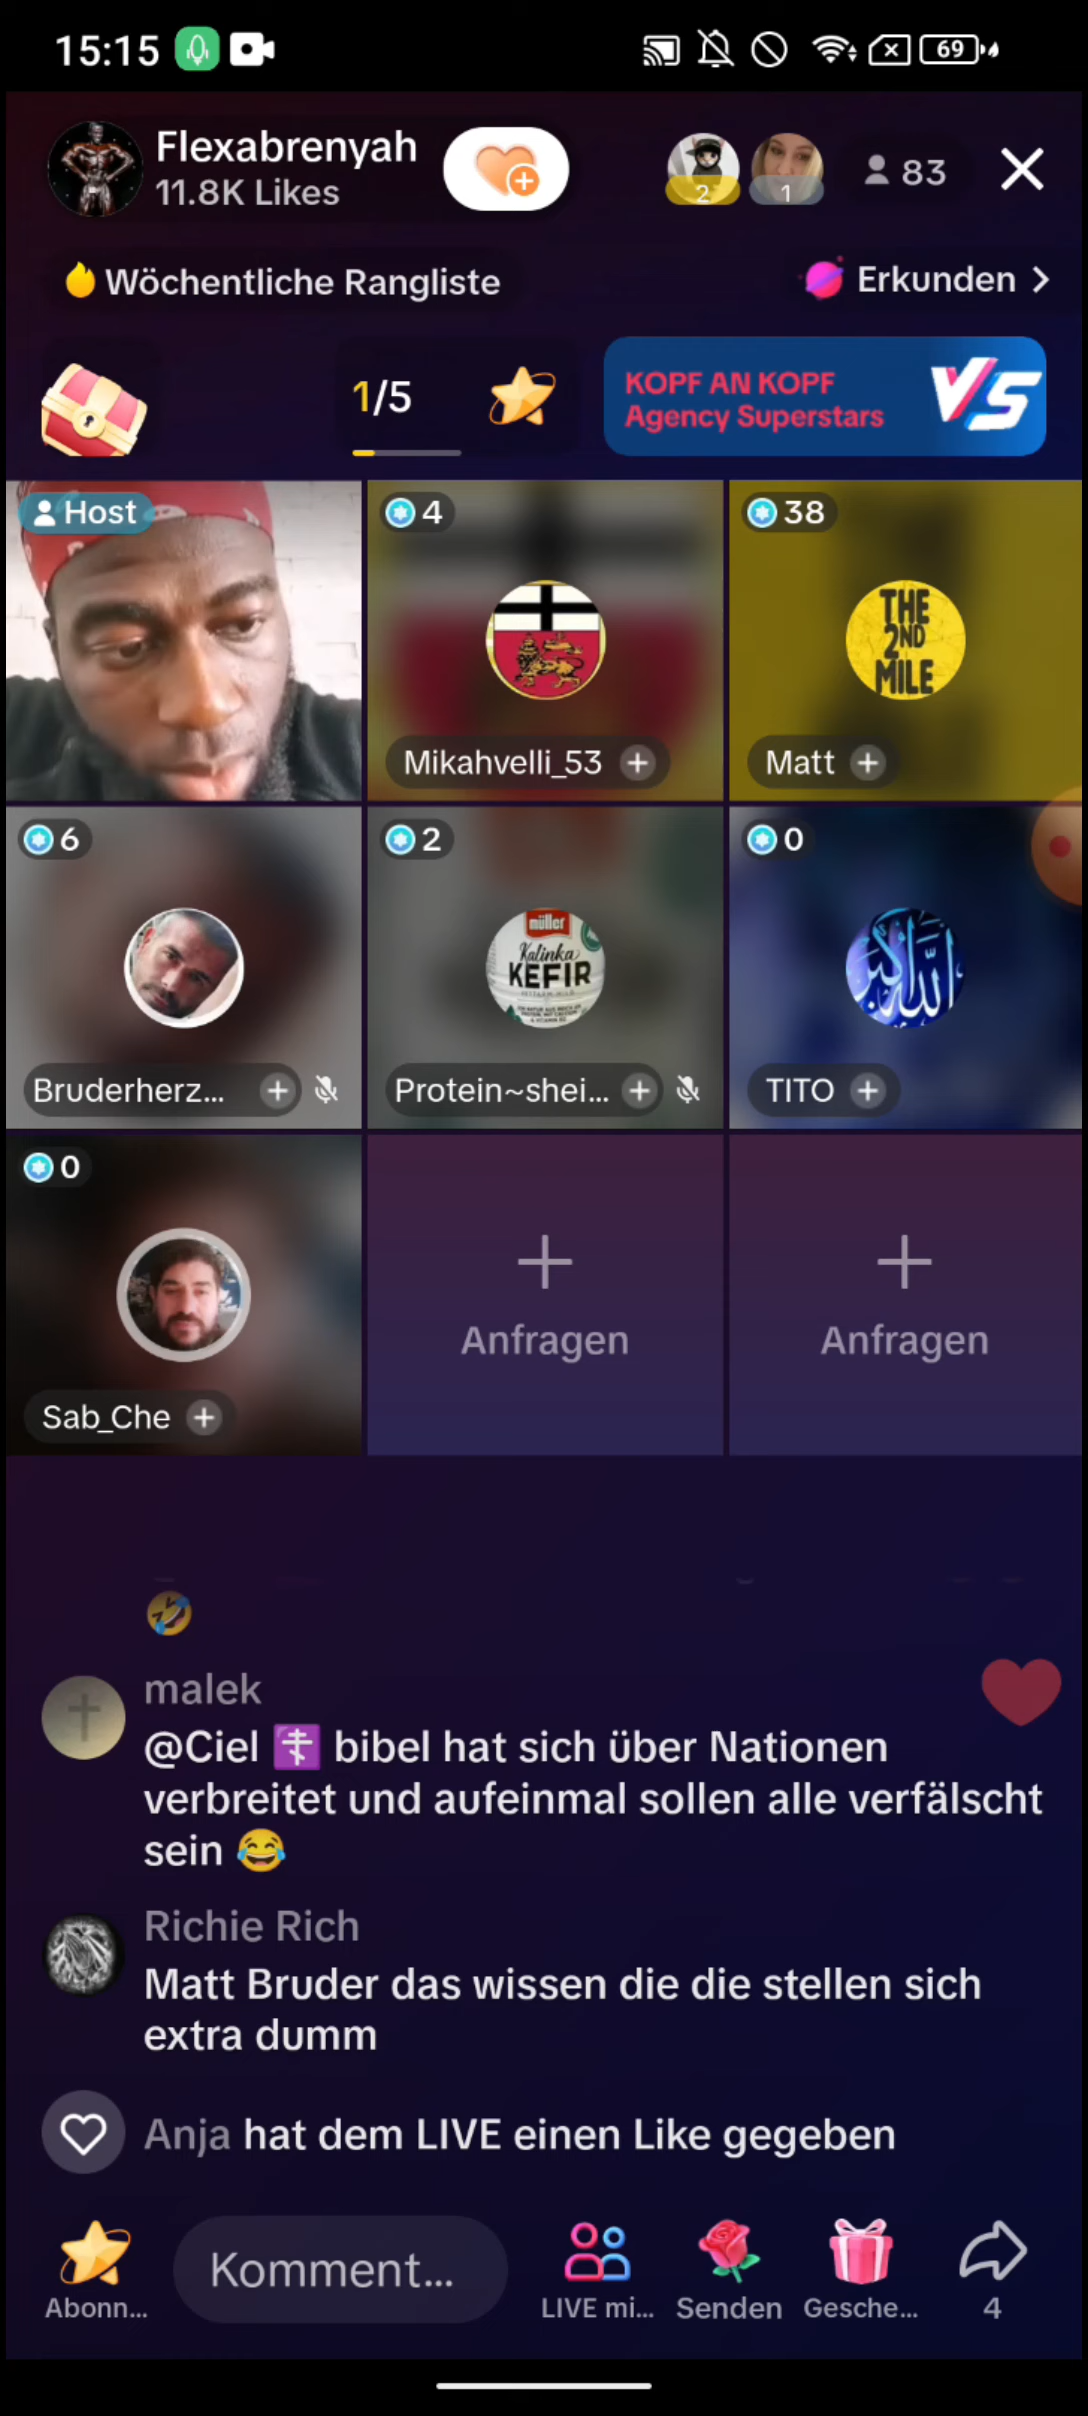 15:15
69
Flexabrenyah
11.8K Likes
2
1
83
Wöchentliche Rangliste
Erkunden
1/5
KOPF AN KOPF
Agency Superstars
VS
Host
4
38
THE
2ND
MILE
Mikahvelli_53
Matt
6
2
0
müller
Kalinka
KEFIR
الله أكبر
Bruderherz...
Protein~shei...
TITO
0
Sab_Che
Anfragen
Anfragen
malek
@Ciel ☦️ bibel hat sich über Nationen
verbreitet und aufeinmal sollen alle verfälscht
sein 😂
Richie Rich
Matt Bruder das wissen die die stellen sich
extra dumm
Anja hat dem LIVE einen Like gegeben
Komment...
Abonn...
LIVE mi...
Senden
Gesche...
4